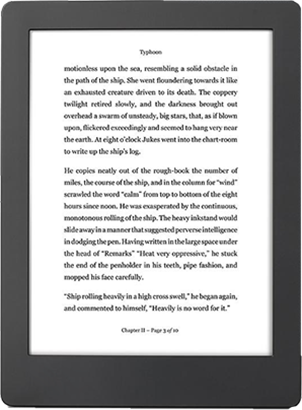 Typhoon
motionless upon the sea, resembling a solid obstacle in
the path of the ship. She went floundering towards it like
an exhausted creature driven to its death. The coppery
twilight retired slowly, and the darkness brought out
overhead a swarm of unsteady, big stars, that, as if blown
upon, flickered exceedingly and seemed to hang very near
the earth. At eight o'clock Jukes went into the chart-room
to write up the ship's log.
He copies neatly out of the rough-book the number of
miles, the course of the ship, and in the column for "wind"
scrawled the word "calm" from top to bottom of the eight
hours since noon. He was exasperated by the continuous,
monotonous rolling of the ship. The heavy inkstand would
slide away in a manner that suggested perverse intelligence
in dodging the pen. Having written in the large space under
the head of "Remarks" "Heat very oppressive," he stuck
the end of the penholder in his teeth, pipe fashion, and
mopped his face carefully.
"Ship rolling heavily in a high cross swell," he began again,
and commented to himself, "Heavily is no word for it."
Chapter II – Page 3 of 10